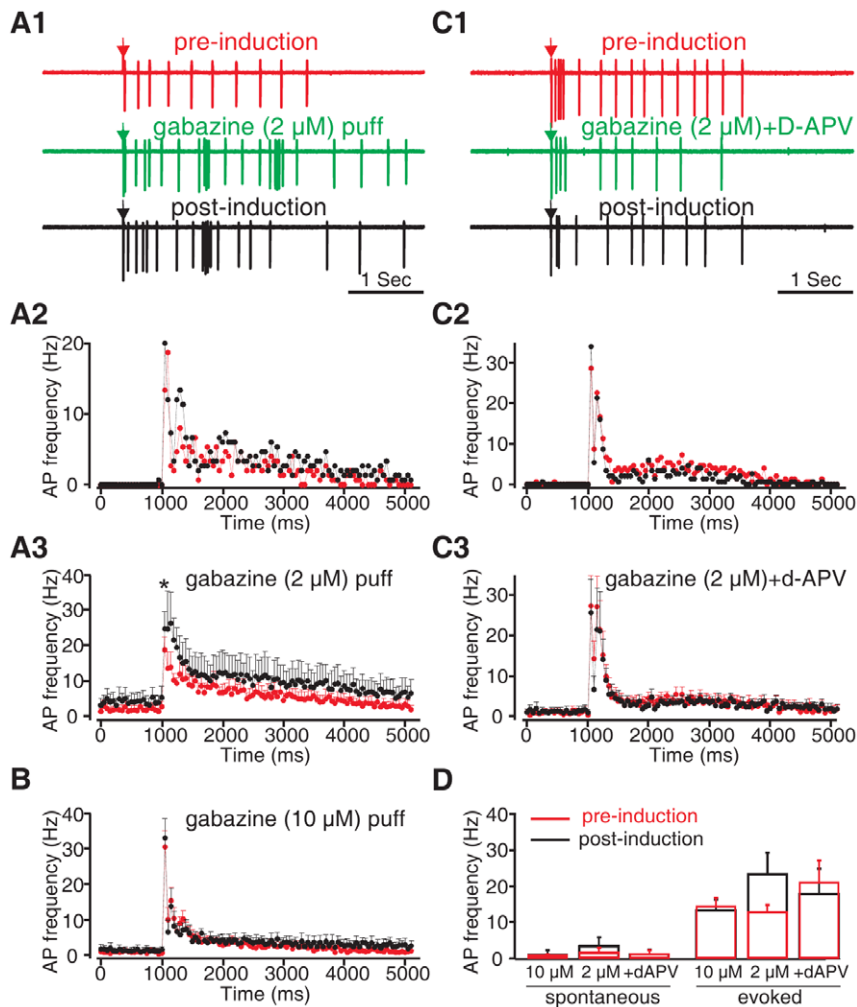 A1
pre-induction
gabazine (2 µM) puff
post-induction
1 Sec
C1
pre-induction
gabazine (2 µM)+D-APV
post-induction
1 Sec
A2
AP frequency (Hz)
20
10
0
0 1000 2000 3000 4000 5000
Time (ms)
C2
AP frequency (Hz)
30
20
10
0
0 1000 2000 3000 4000 5000
Time (ms)
A3
gabazine (2 µM) puff
*
AP frequency (Hz)
40
30
20
10
0
0 1000 2000 3000 4000 5000
Time (ms)
C3
gabazine (2 µM)+d-APV
AP frequency (Hz)
30
20
10
0
0 1000 2000 3000 4000 5000
Time (ms)
B
gabazine (10 µM) puff
AP frequency (Hz)
40
30
20
10
0
0 1000 2000 3000 4000 5000
Time (ms)
D
pre-induction
post-induction
AP frequency (Hz)
40
30
20
10
0
10 µM 2 µM +dAPV 10 µM 2 µM +dAPV
spontaneous evoked